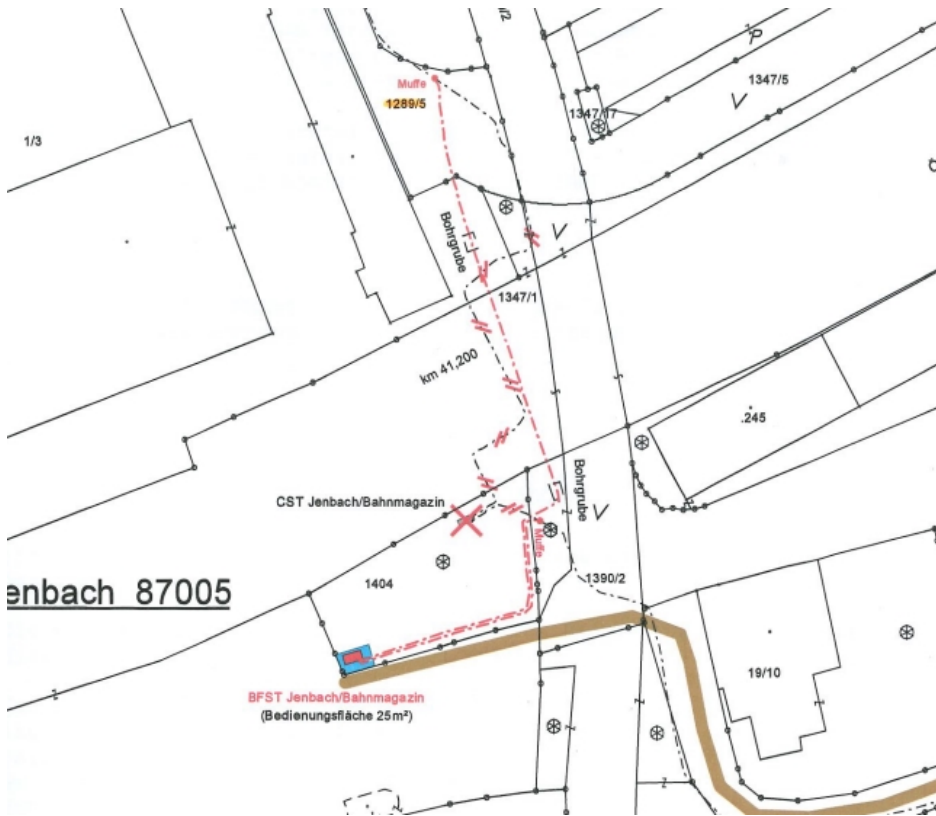 /2
Muffe
1289/5
1347/5
1347/17
1/3
Bohrgrube
1347/1
km 41,200
.245
CST Jenbach/Bahnmagazin
Bohrgrube
Muffe
1404
1390/2
enbach 87005
19/10
BFST Jenbach/Bahnmagazin
(Bedienungsfläche 25m²)